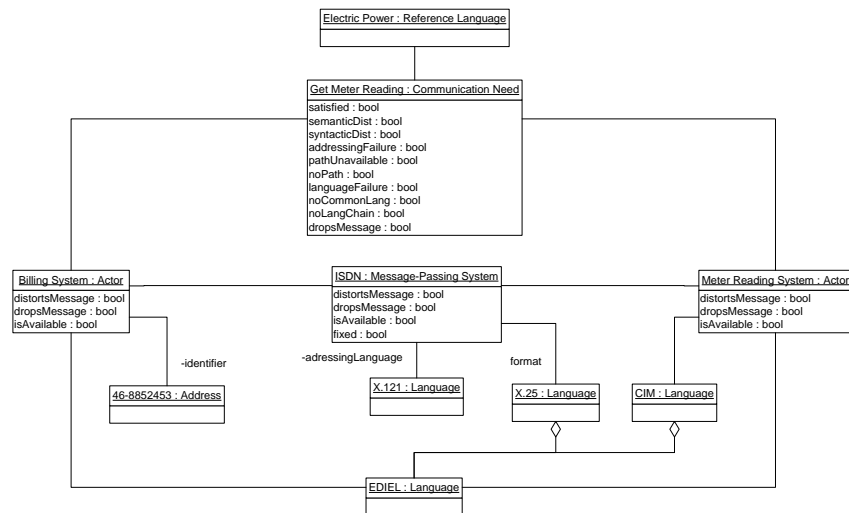 Electric Power : Reference Language
Get Meter Reading : Communication Need
satisfied : bool
semanticDist : bool
syntacticDist : bool
addressingFailure : bool
pathUnavailable : bool
noPath : bool
languageFailure : bool
noCommonLang : bool
noLangChain : bool
dropsMessage : bool
Billing System : Actor
distortsMessage : bool
dropsMessage : bool
isAvailable : bool
ISDN : Message-Passing System
distortsMessage : bool
dropsMessage : bool
isAvailable : bool
fixed : bool
Meter Reading System : Actor
distortsMessage : bool
dropsMessage : bool
isAvailable : bool
-identifier
-adressingLanguage
format
46-8852453 : Address
X.121 : Language
X.25 : Language
CIM : Language
EDIEL : Language